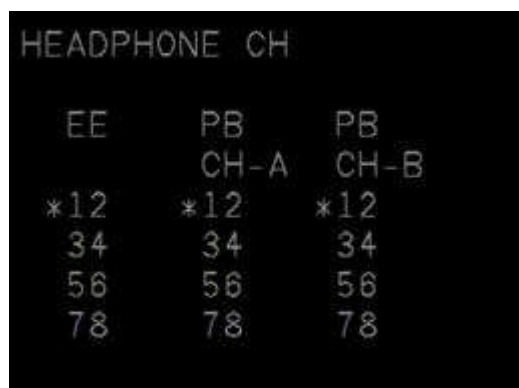 HEADPHONE CH
EE PB PB
CH-A CH-B
*12 *12 *12
34 34 34
56 56 56
78 78 78